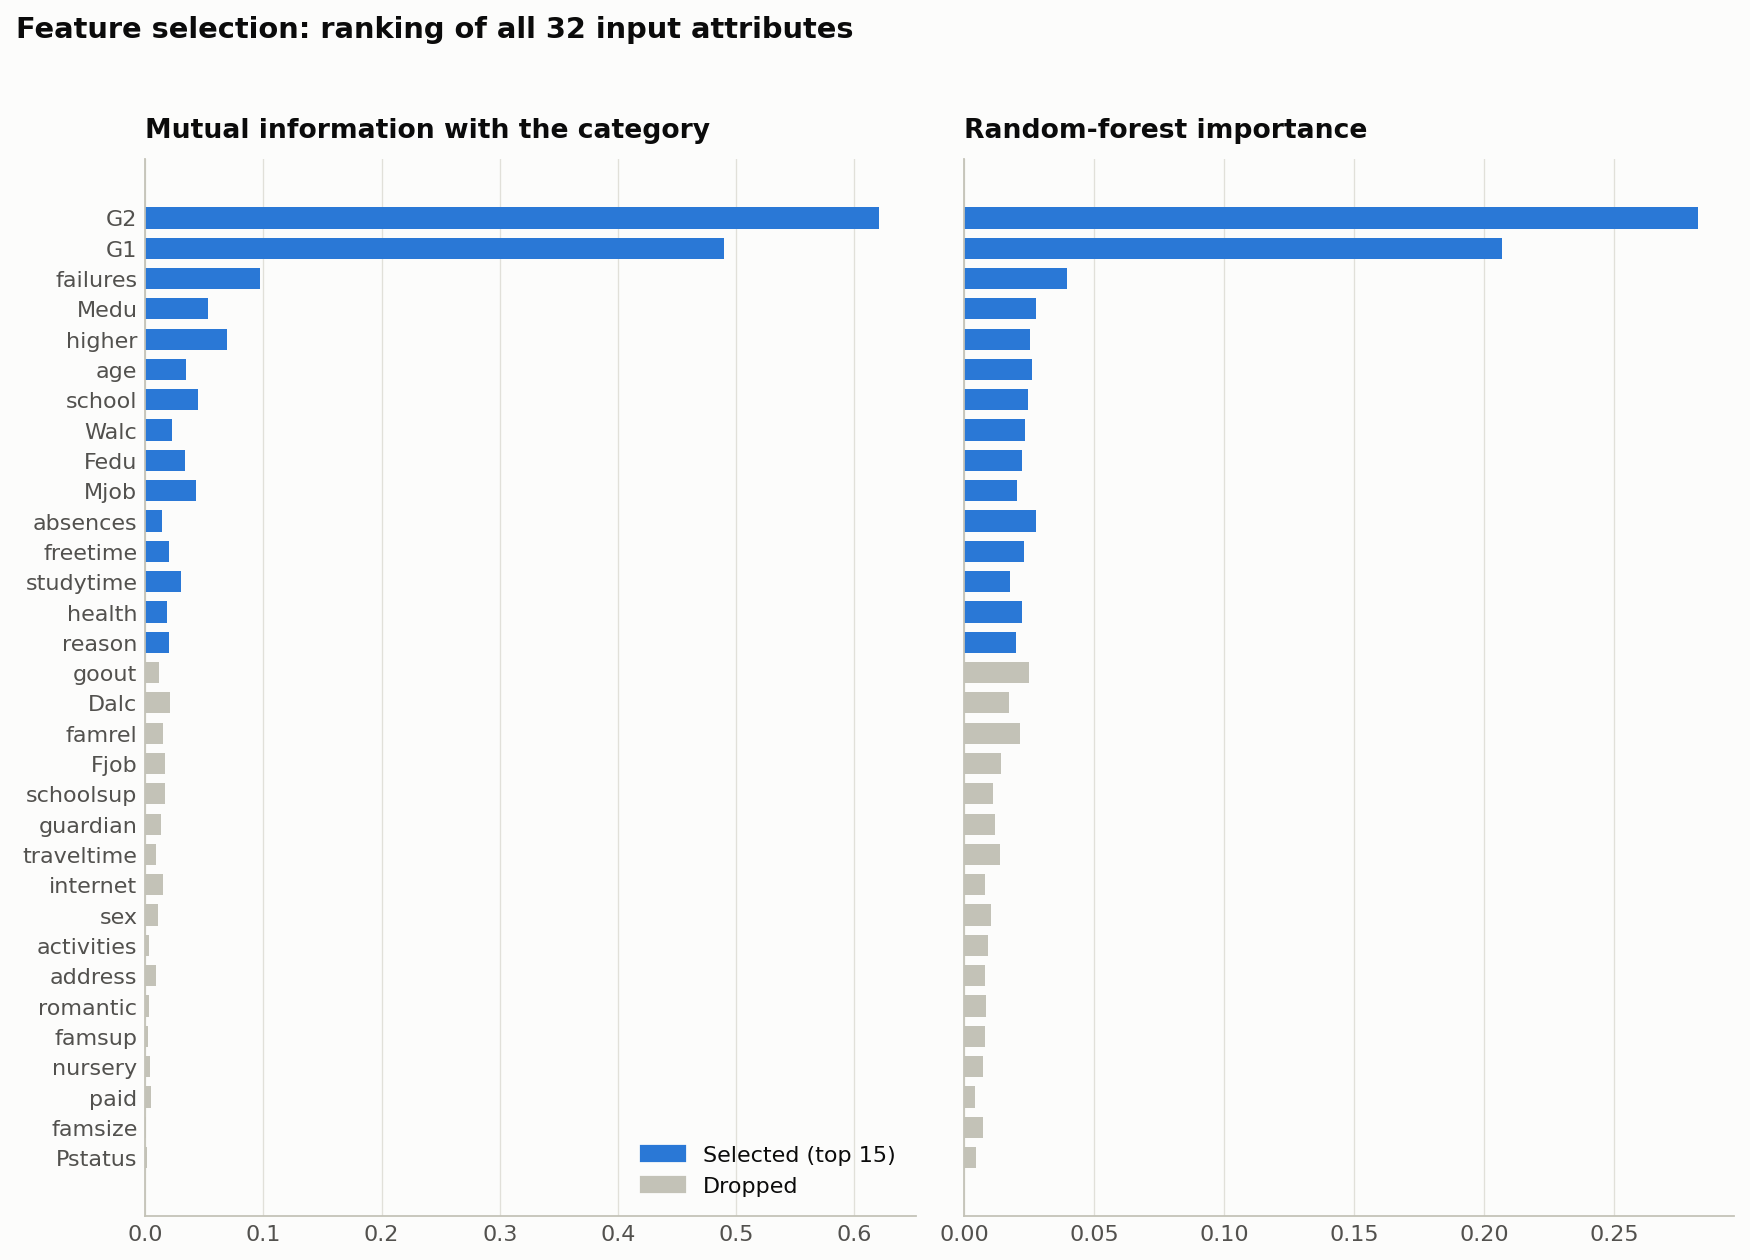 Feature selection: ranking of all 32 input attributes
Mutual information with the category
Random-forest importance
G2
G1
failures
Medu
higher
age
school
Walc
Fedu
Mjob
absences
freetime
studytime
health
reason
goout
Dalc
famrel
Fjob
schoolsup
guardian
traveltime
internet
sex
activities
address
romantic
famsup
nursery
paid
famsize
Pstatus
Selected (top 15)
Dropped
0.0 0.1 0.2 0.3 0.4 0.5 0.6
0.00 0.05 0.10 0.15 0.20 0.25